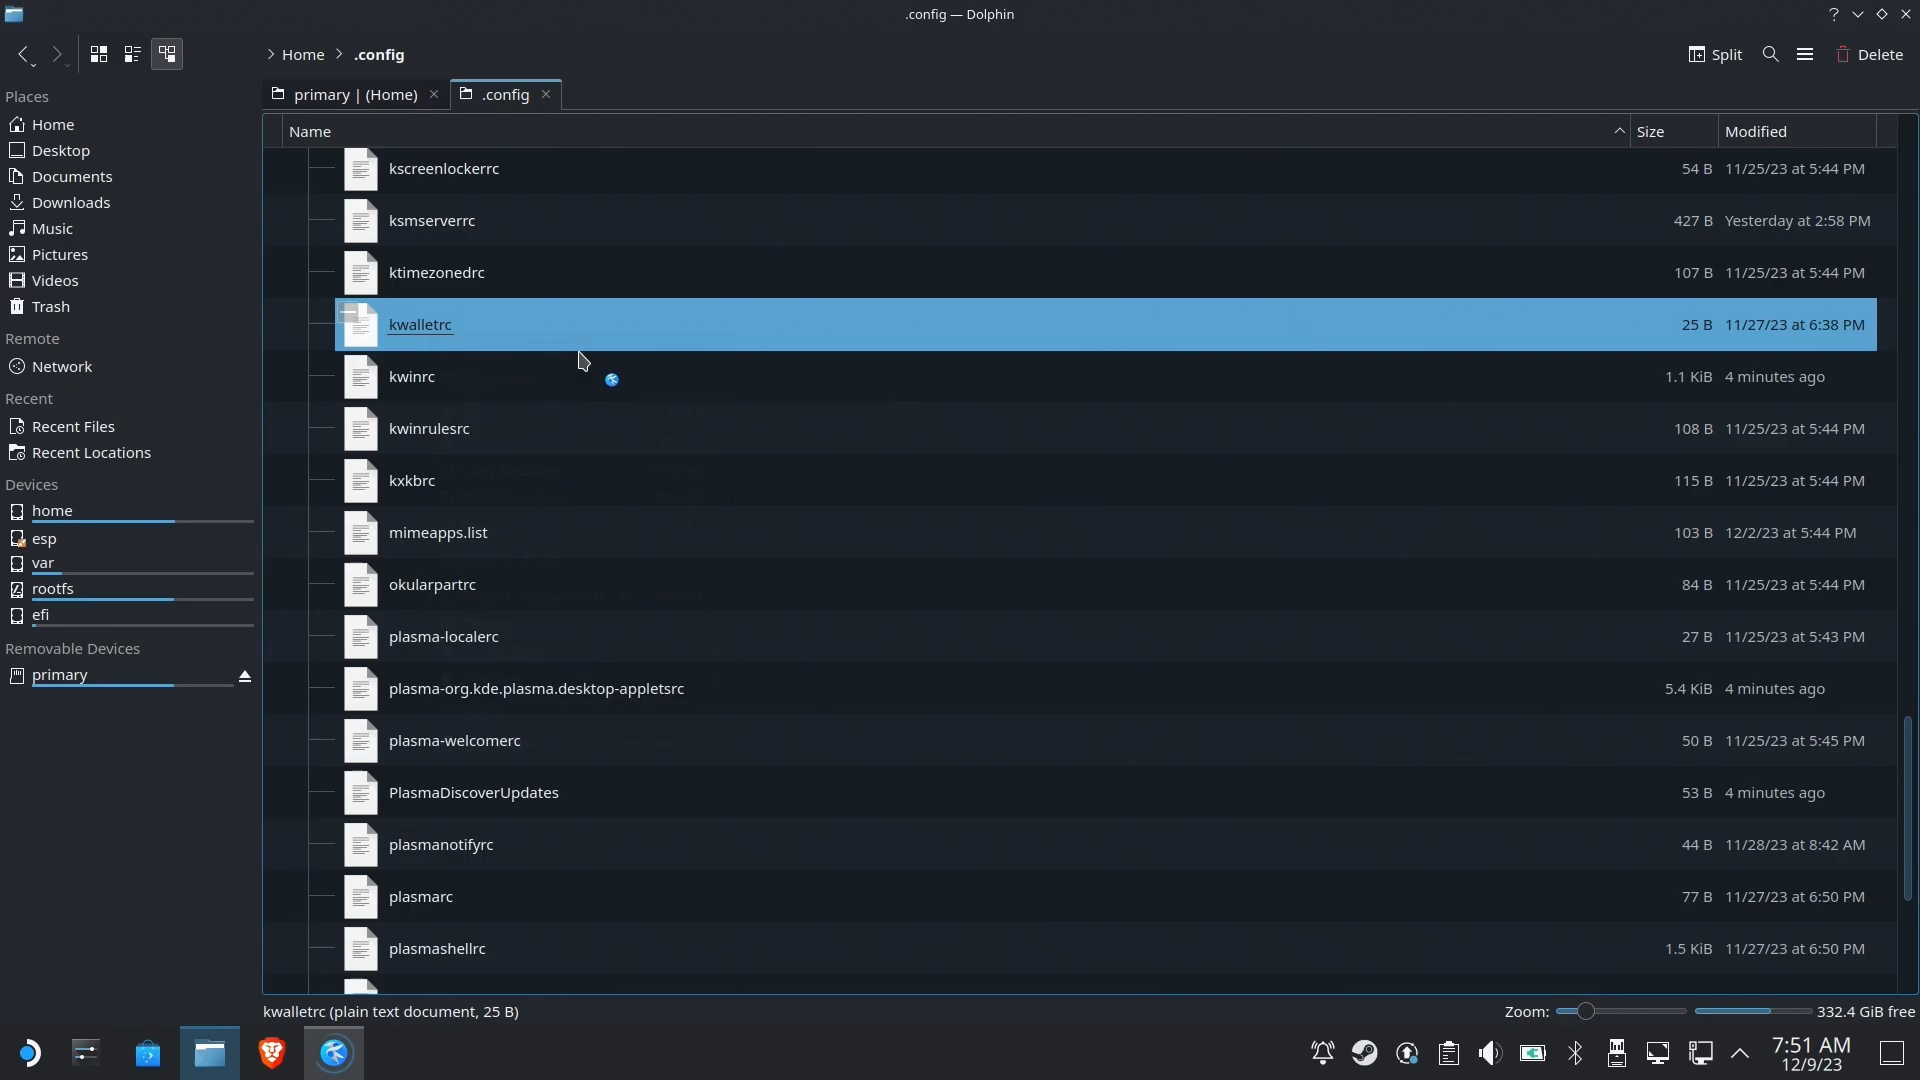 .config — Dolphin
Home
.config
Split
Delete
primary | (Home)
.config
Places
Home
Desktop
Documents
Downloads
Music
Pictures
Videos
Trash
Remote
Network
Recent
Recent Files
Recent Locations
Devices
home
esp
var
rootfs
efi
Removable Devices
primary
Name Size Modified
kscreenlockerrc 54 B 11/25/23 at 5:44 PM
ksmserverrc 427 B Yesterday at 2:58 PM
ktimezonedrc 107 B 11/25/23 at 5:44 PM
kwalletrc 25 B 11/27/23 at 6:38 PM
kwinrc 1.1 KiB 4 minutes ago
kwinrulesrc 108 B 11/25/23 at 5:44 PM
kxkbrc 115 B 11/25/23 at 5:44 PM
mimeapps.list 103 B 12/2/23 at 5:44 PM
okularpartrc 84 B 11/25/23 at 5:44 PM
plasma-localerc 27 B 11/25/23 at 5:43 PM
plasma-org.kde.plasma.desktop-appletsrc 5.4 KiB 4 minutes ago
plasma-welcomerc 50 B 11/25/23 at 5:45 PM
PlasmaDiscoverUpdates 53 B 4 minutes ago
plasmanotifyrc 44 B 11/28/23 at 8:42 AM
plasmarc 77 B 11/27/23 at 6:50 PM
plasmashellrc 1.5 KiB 11/27/23 at 6:50 PM
kwalletrc (plain text document, 25 B)
Zoom:
332.4 GiB free
7:51 AM
12/9/23